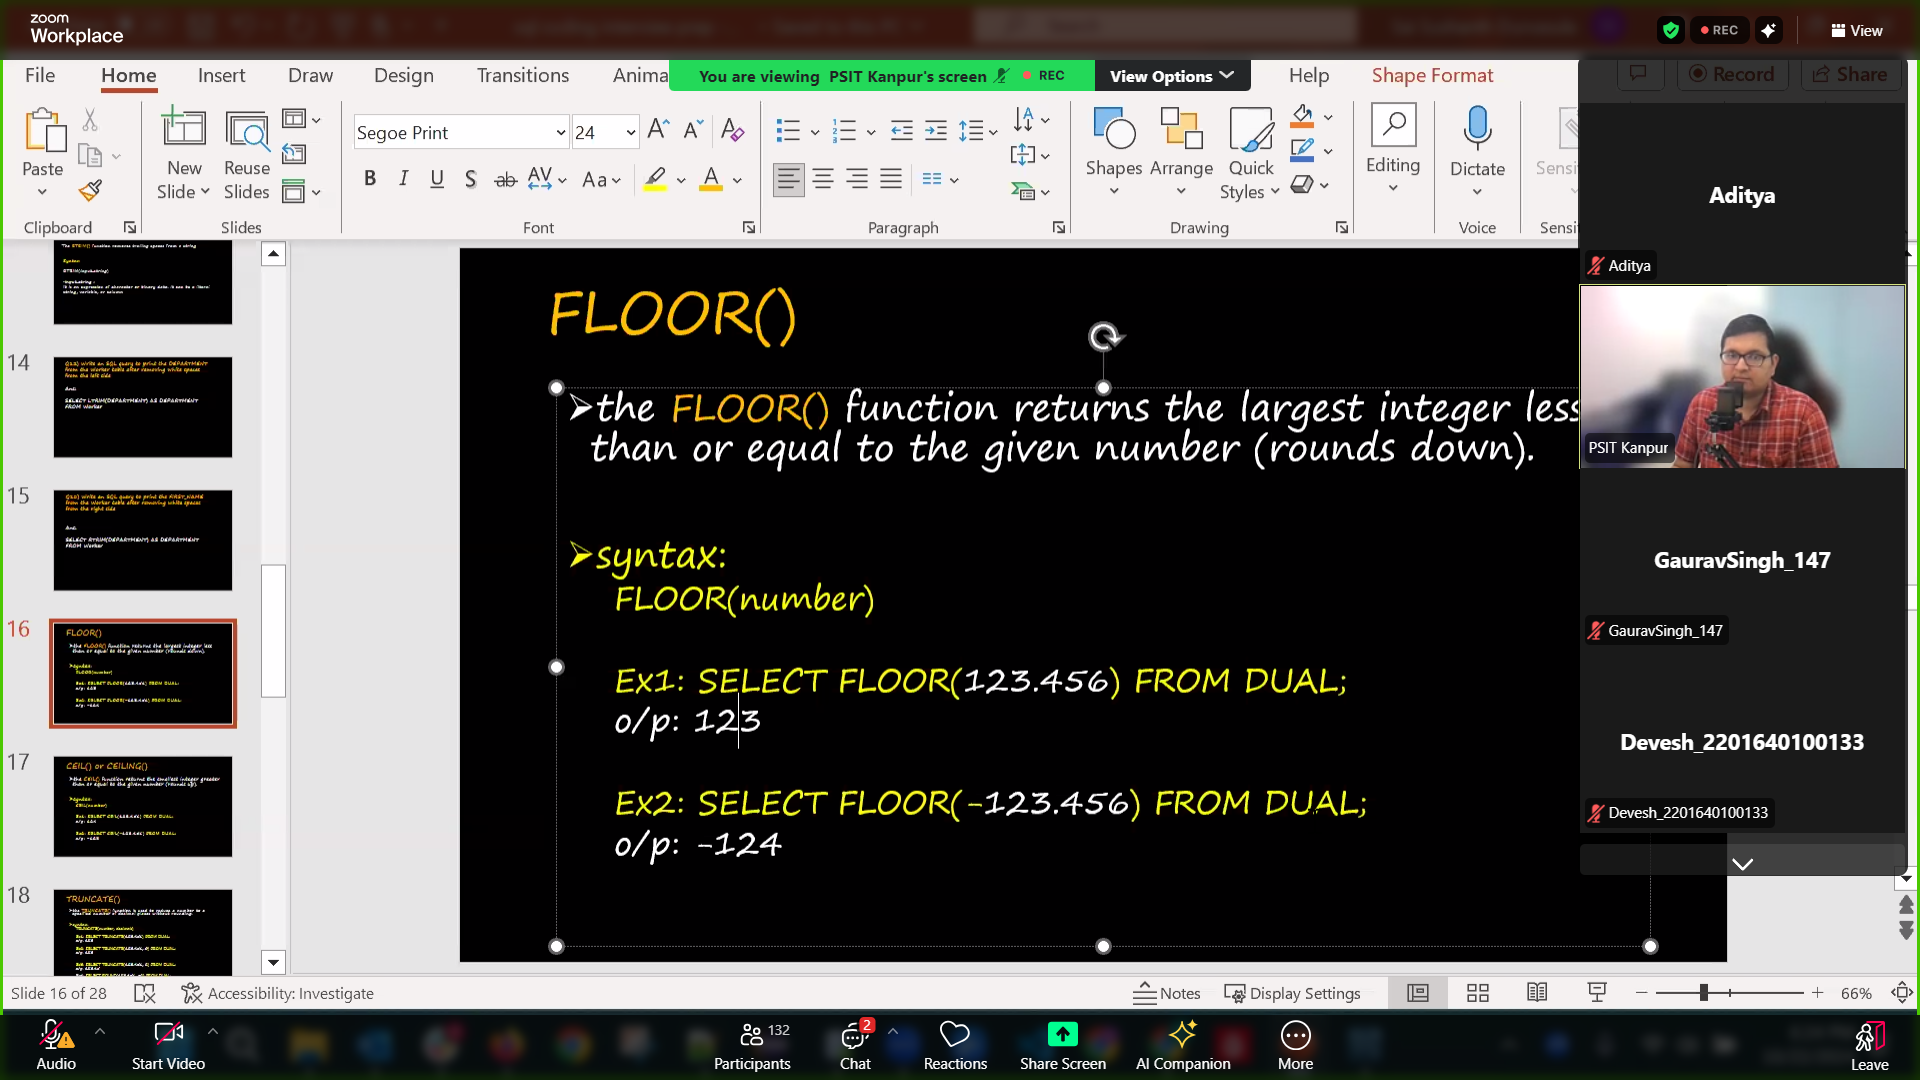 zoom
Workplace
REC
View
File
Home
Insert
Draw
Design
Transitions
Anima
You are viewing PSIT Kanpur's screen
REC
View Options
Help
Shape Format
Record
Share
Paste
New
Slide
Reuse
Slides
Segoe Print
24
Shapes
Arrange
Quick
Styles
Editing
Dictate
Sensi
Clipboard
Slides
Font
Paragraph
Drawing
Voice
Sensi
Aditya
Aditya
PSIT Kanpur
GauravSingh_147
GauravSingh_147
Devesh_2201640100133
Devesh_2201640100133
14
15
16
17
18
FLOOR()
CEIL() or CEILING()
TRUNCATE()
FLOOR()
➢the FLOOR() function returns the largest integer less
than or equal to the given number (rounds down).
➢syntax:
FLOOR(number)
Ex1: SELECT FLOOR(123.456) FROM DUAL;
o/p: 123
Ex2: SELECT FLOOR(-123.456) FROM DUAL;
o/p: -124
Slide 16 of 28
Accessibility: Investigate
Notes
Display Settings
66%
Audio
Start Video
132
Participants
2
Chat
Reactions
Share Screen
AI Companion
More
Leave